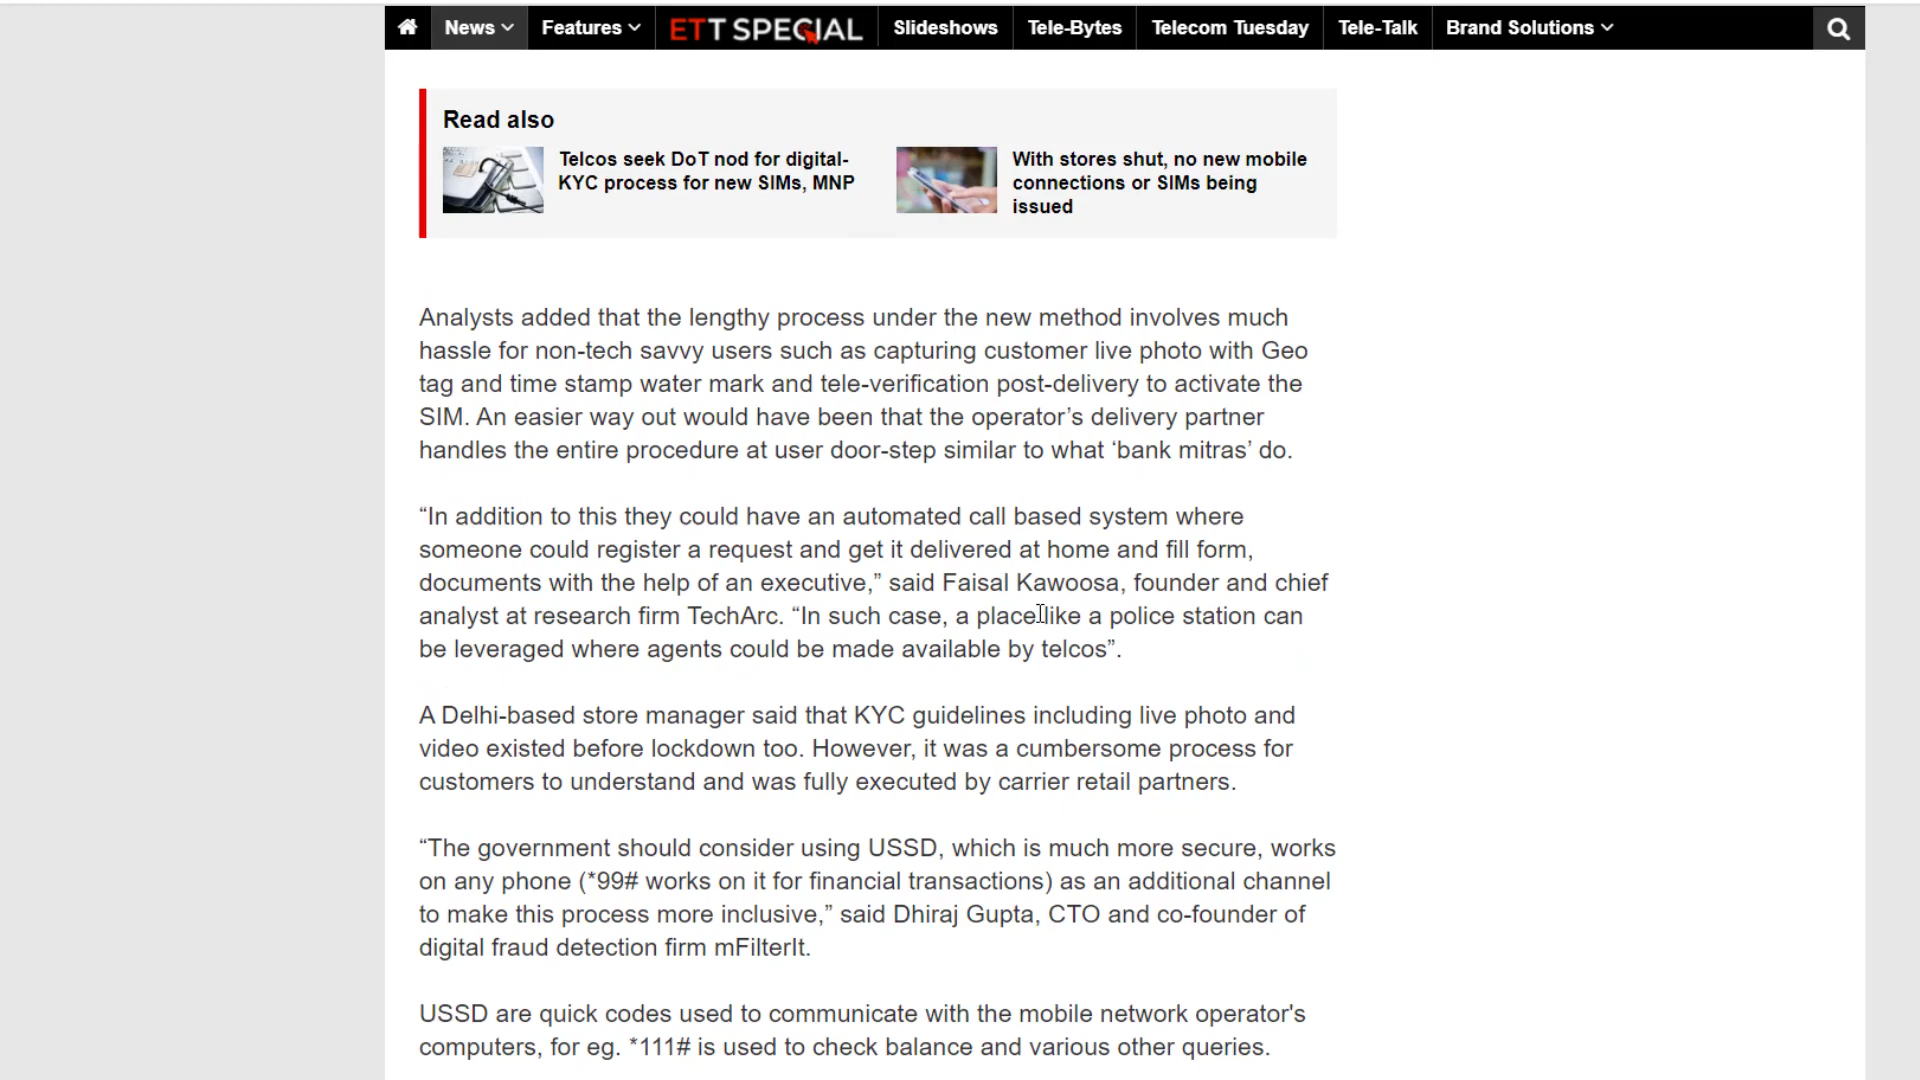 News
Features
ETT SPECIAL
Slideshows
Tele-Bytes
Telecom Tuesday
Tele-Talk
Brand Solutions
Read also
Telcos seek DoT nod for digital-
KYC process for new SIMs, MNP
With stores shut, no new mobile
connections or SIMs being
issued
Analysts added that the lengthy process under the new method involves much
hassle for non-tech savvy users such as capturing customer live photo with Geo
tag and time stamp water mark and tele-verification post-delivery to activate the
SIM. An easier way out would have been that the operator’s delivery partner
handles the entire procedure at user door-step similar to what ‘bank mitras’ do.
“In addition to this they could have an automated call based system where
someone could register a request and get it delivered at home and fill form,
documents with the help of an executive,” said Faisal Kawoosa, founder and chief
analyst at research firm TechArc. “In such case, a place like a police station can
be leveraged where agents could be made available by telcos”.
A Delhi-based store manager said that KYC guidelines including live photo and
video existed before lockdown too. However, it was a cumbersome process for
customers to understand and was fully executed by carrier retail partners.
“The government should consider using USSD, which is much more secure, works
on any phone (*99# works on it for financial transactions) as an additional channel
to make this process more inclusive,” said Dhiraj Gupta, CTO and co-founder of
digital fraud detection firm mFilterIt.
USSD are quick codes used to communicate with the mobile network operator's
computers, for eg. *111# is used to check balance and various other queries.